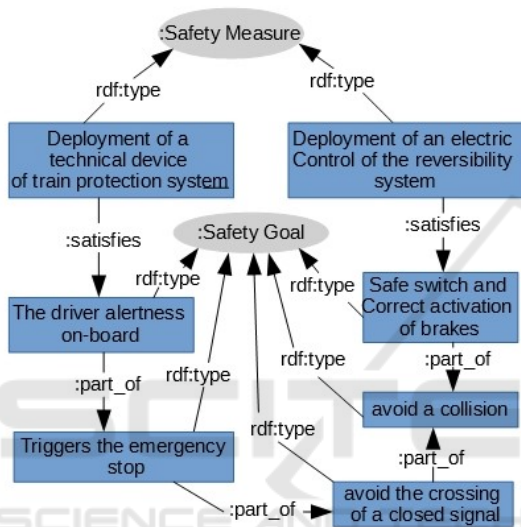 :Safety Measure
rdf:type
rdf:type
Deployment of a
technical device
of train protection system
Deployment of an electric
Control of the reversibility
system
:satisfies
:Safety Goal
:satisfies
rdf:type
rdf:type
The driver alertness
on-board
Safe switch and
Correct activation
of brakes
:part_of
rdf:type
rdf:type
:part_of
avoid a collision
Triggers the emergency
stop
rdf:type
:part_of
:part_of
avoid the crossing
of a closed signal